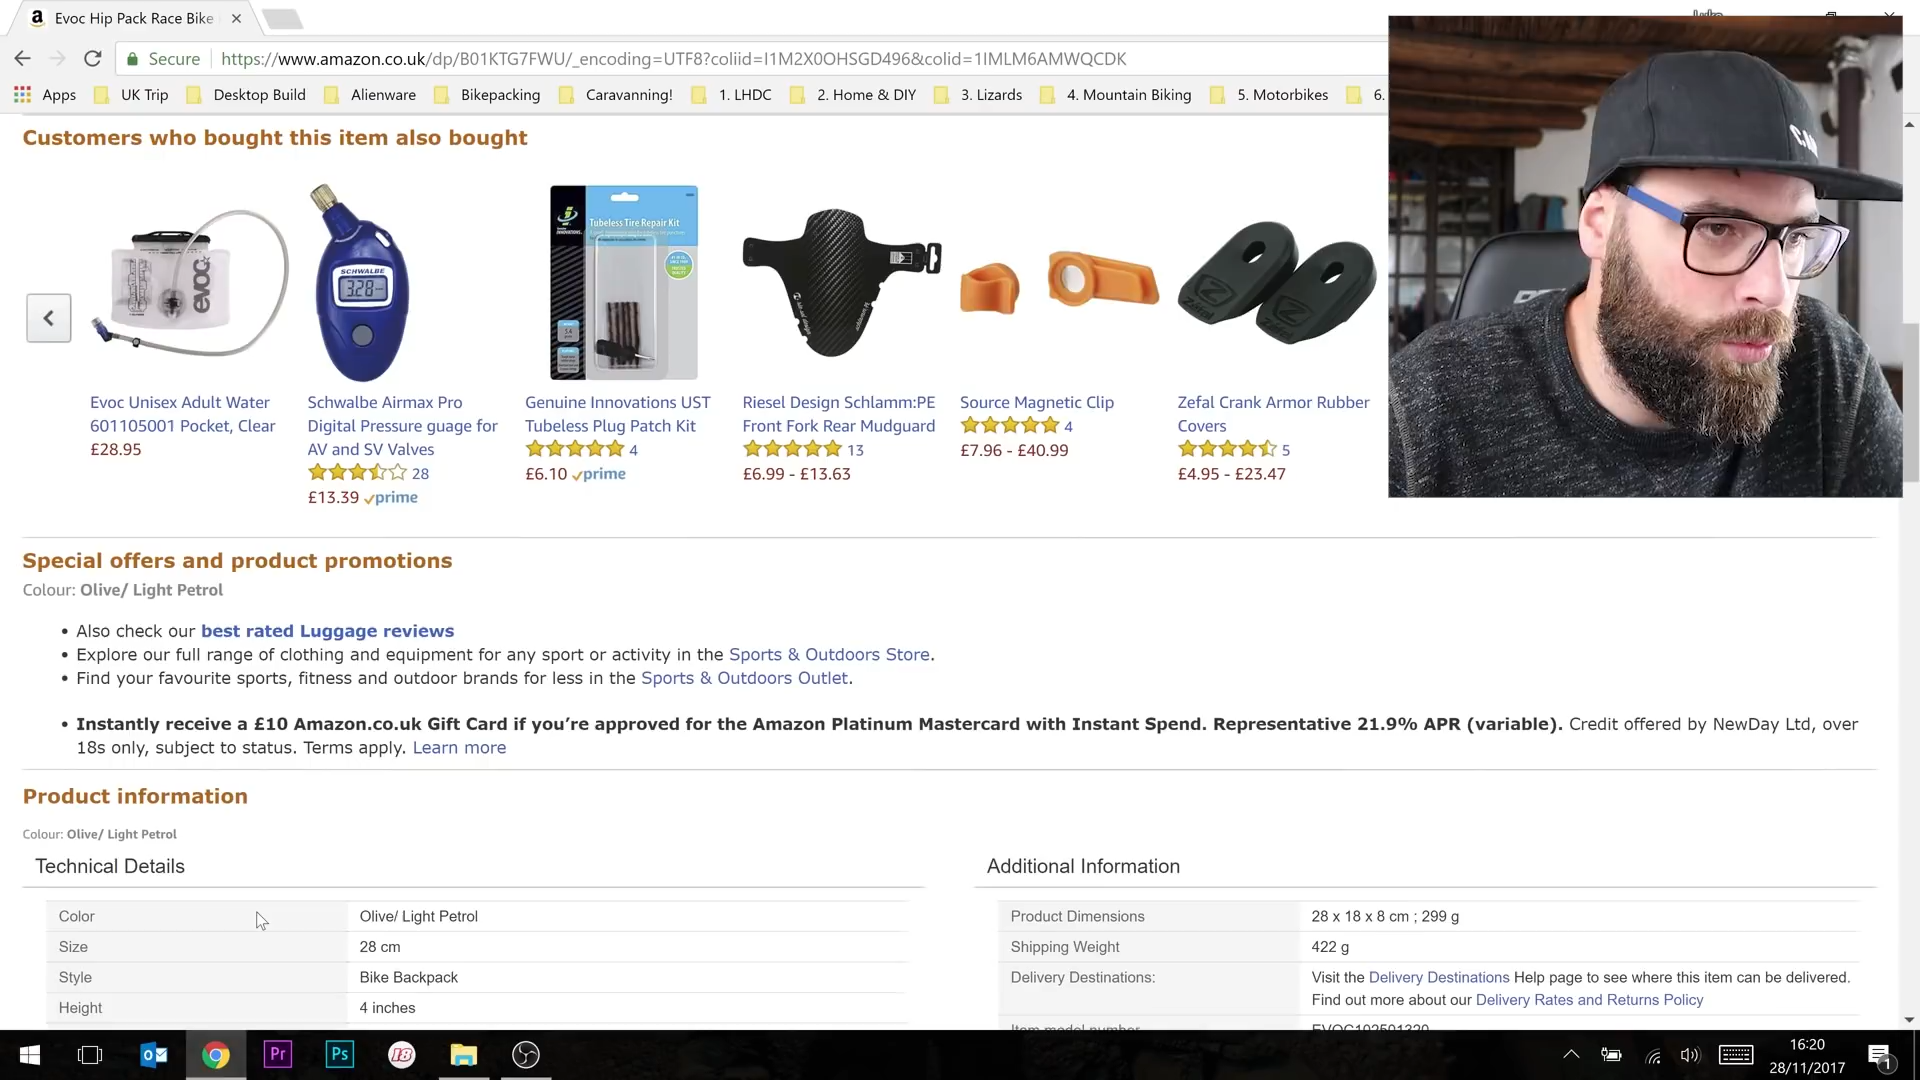 Evoc Hip Pack Race Bike
Secure https://www.amazon.co.uk/dp/B01KTG7FWU/_encoding=UTF8?coliid=I1M2X0OHSGD496&colid=1IMLM6AMWQCDK
Apps UK Trip Desktop Build Alienware Bikepacking Caravanning! 1. LHDC 2. Home & DIY 3. Lizards 4. Mountain Biking 5. Motorbikes 6.
Customers who bought this item also bought
evoc
SCHWALBE
328
Tubeless Tire Repair Kit
Evoc Unisex Adult Water
601105001 Pocket, Clear
£28.95
Schwalbe Airmax Pro
Digital Pressure guage for
AV and SV Valves
28
£13.39 prime
Genuine Innovations UST
Tubeless Plug Patch Kit
4
£6.10 prime
Riesel Design Schlamm:PE
Front Fork Rear Mudguard
13
£6.99 - £13.63
Source Magnetic Clip
4
£7.96 - £40.99
Zefal Crank Armor Rubber
Covers
5
£4.95 - £23.47
Special offers and product promotions
Colour: Olive/ Light Petrol
• Also check our best rated Luggage reviews
• Explore our full range of clothing and equipment for any sport or activity in the Sports & Outdoors Store.
• Find your favourite sports, fitness and outdoor brands for less in the Sports & Outdoors Outlet.
• Instantly receive a £10 Amazon.co.uk Gift Card if you’re approved for the Amazon Platinum Mastercard with Instant Spend. Representative 21.9% APR (variable). Credit offered by NewDay Ltd, over
18s only, subject to status. Terms apply. Learn more
Product information
Colour: Olive/ Light Petrol
Technical Details
Color Olive/ Light Petrol
Size 28 cm
Style Bike Backpack
Height 4 inches
Additional Information
Product Dimensions 28 x 18 x 8 cm ; 299 g
Shipping Weight 422 g
Delivery Destinations: Visit the Delivery Destinations Help page to see where this item can be delivered.
Find out more about our Delivery Rates and Returns Policy
Item model number EVOC102501320
Pr Ps 18
16:20
28/11/2017
1